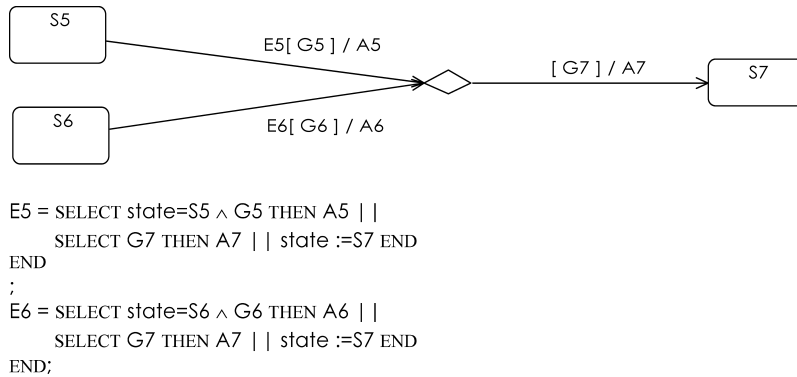 S5
E5[ G5 ] / A5
[ G7 ] / A7
S7
S6
E6[ G6 ] / A6
E5 = SELECT state=S5 ∧ G5 THEN A5 ||
SELECT G7 THEN A7 || state :=S7 END
END
;
E6 = SELECT state=S6 ∧ G6 THEN A6 ||
SELECT G7 THEN A7 || state :=S7 END
END;